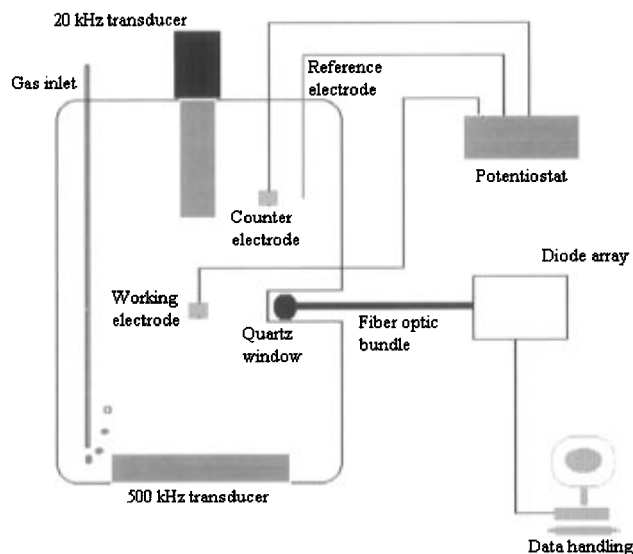 20 kHz transducer
Gas inlet
Reference
electrode
Potentiostat
Counter
electrode
Diode array
Working
electrode
Quartz
window
Fiber optic
bundle
500 kHz transducer
Data handling